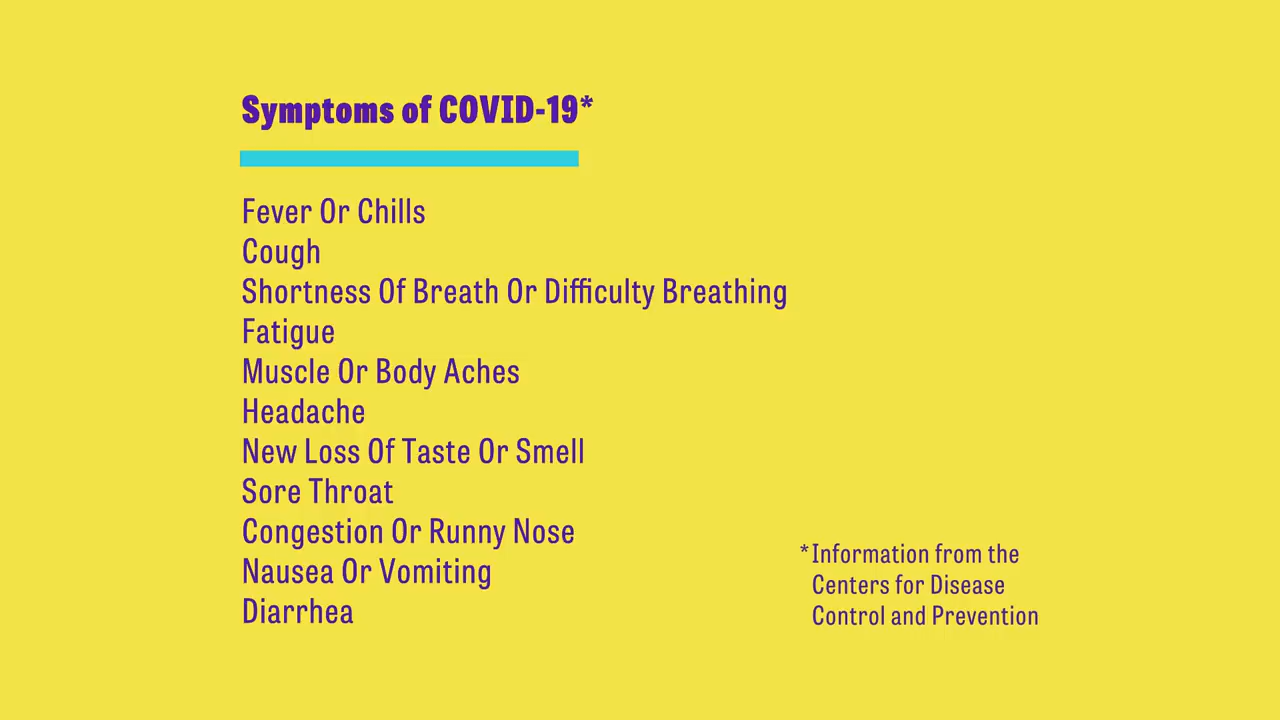 Symptoms of COVID-19*
Fever Or Chills
Cough
Shortness Of Breath Or Difficulty Breathing
Fatigue
Muscle Or Body Aches
Headache
New Loss Of Taste Or Smell
Sore Throat
Congestion Or Runny Nose
Nausea Or Vomiting
Diarrhea
*Information from the
Centers for Disease
Control and Prevention